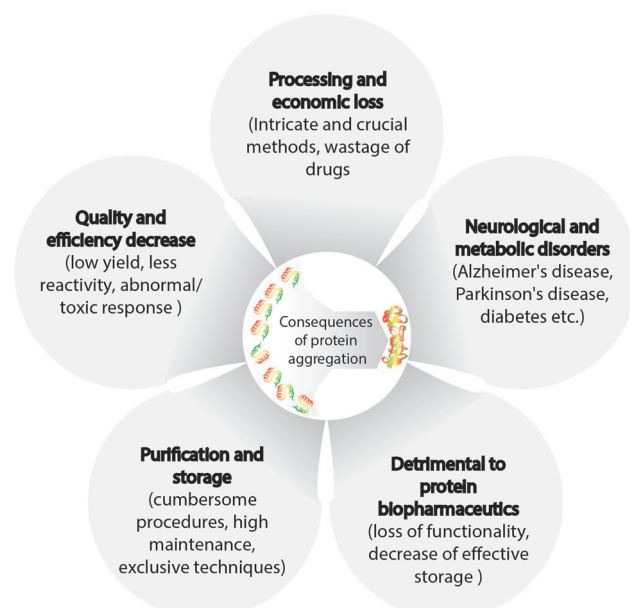 Processing and
economic loss
(Intricate and crucial
methods, wastage of
drugs
Quality and
efficiency decrease
(low yield, less
reactivity, abnormal/
toxic response )
Neurological and
metabolic disorders
(Alzheimer's disease,
Parkinson's disease,
diabetes etc.)
Consequences
of protein
aggregation
Purification and
storage
(cumbersome
procedures, high
maintenance,
exclusive techniques)
Detrimental to
protein
biopharmaceutics
(loss of functionality,
decrease of effective
storage )